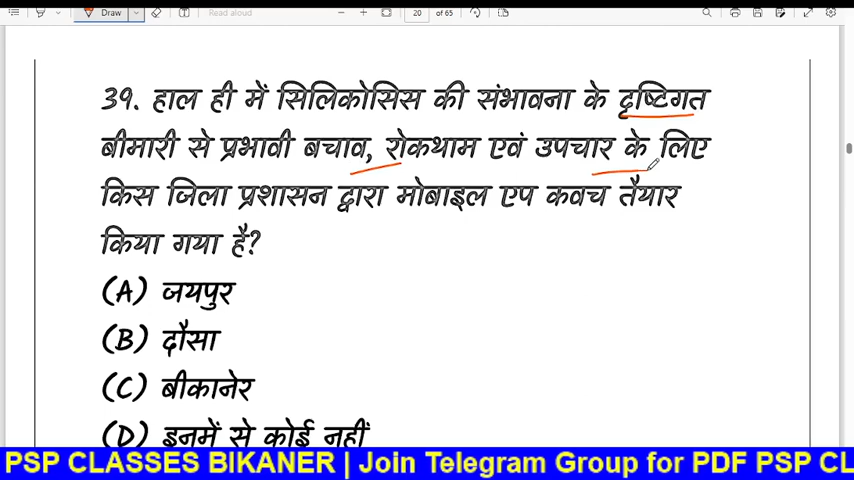 Draw
Read aloud
20
of 65
39. हाल ही में सिलिकोसिस की संभावना के दृष्टिगत
बीमारी से प्रभावी बचाव, रोकथाम एवं उपचार के लिए
किस जिला प्रशासन द्वारा मोबाइल एप कवच तैयार
किया गया है?
(A) जयपुर
(B) दौसा
(C) बीकानेर
(D) इनमें से कोई नहीं
PSP CLASSES BIKANER | Join Telegram Group for PDF PSP CL